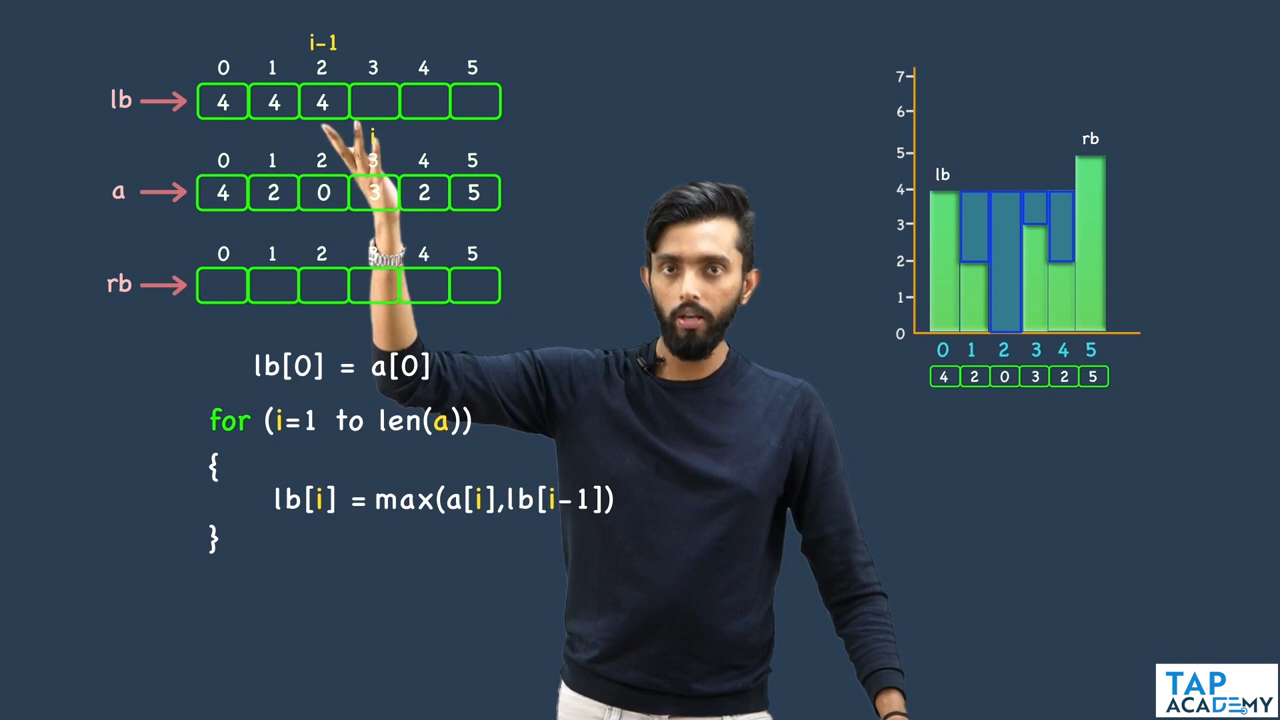 i-1
0 1 2 3 4 5
lb 4 4 4
i
0 1 2 3 4 5
a 4 2 0 3 2 5
0 1 2 3 4 5
rb
lb[0] = a[0]
for (i=1 to len(a))
{
lb[i] = max(a[i],lb[i-1])
}
7
6
5
4
3
2
1
0
lb
rb
0 1 2 3 4 5
4 2 0 3 2 5
TAP
ACADEMY